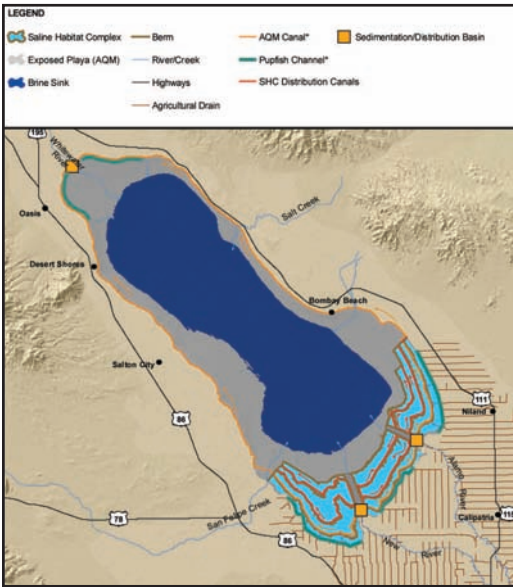 LEGEND
Saline Habitat Complex
Exposed Playa (AQM)
Brine Sink
Berm
River/Creek
Highways
Agricultural Drain
AQM Canal*
Pupfish Channel*
SHC Distribution Canals
Sedimentation/Distribution Basin
195
Whitewater
River
Oasis
Salt Creek
Desert Shores
Bombay Beach
Salton City
111
Niland
86
Alamo River
Calipatria
115
78
San Felipe Creek
86
New River